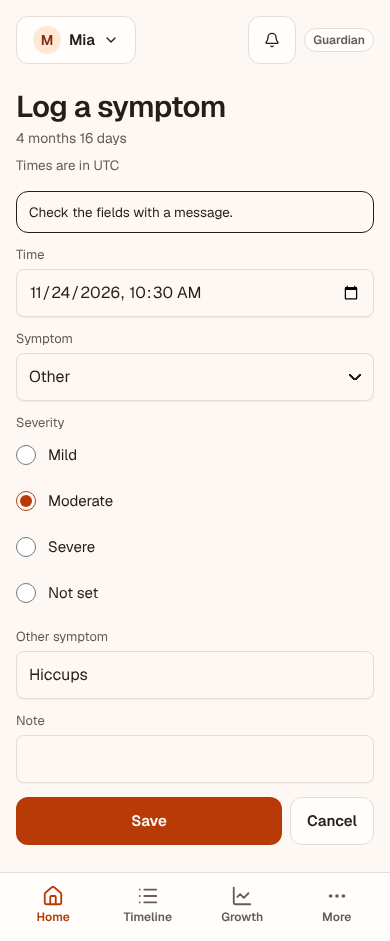 M Mia
Guardian
Log a symptom
4 months 16 days
Times are in UTC
Check the fields with a message.
Time
11/24/2026, 10:30 AM
Symptom
Other
Severity
Mild
Moderate
Severe
Not set
Other symptom
Hiccups
Note
Save Cancel
Home Timeline Growth More